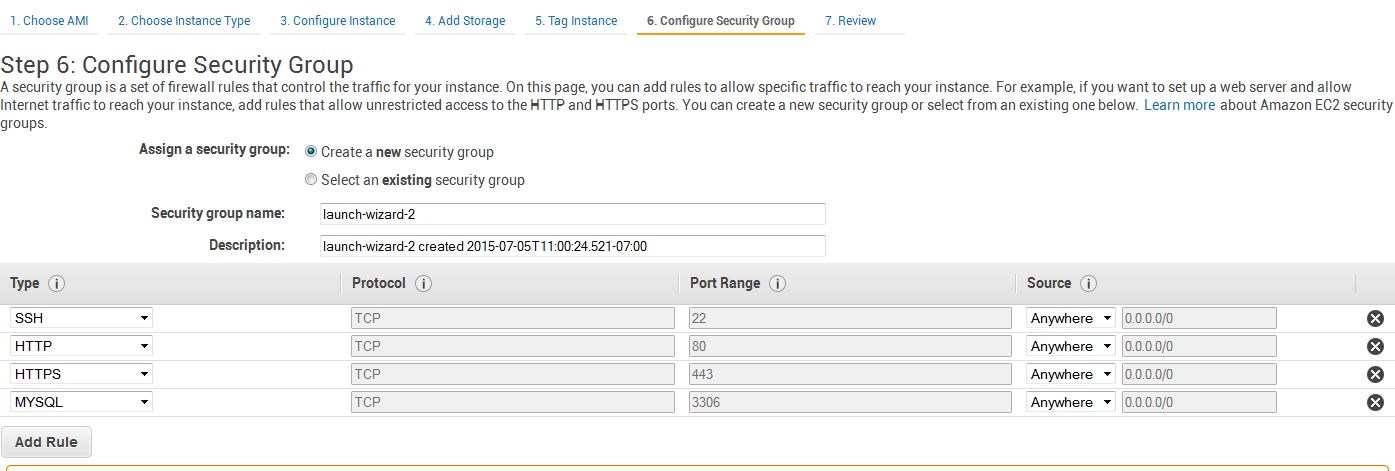 1. Choose AMI 2. Choose Instance Type 3. Configure Instance 4. Add Storage 5. Tag Instance 6. Configure Security Group 7. Review
Step 6: Configure Security Group
A security group is a set of firewall rules that control the traffic for your instance. On this page, you can add rules to allow specific traffic to reach your instance. For example, if you want to set up a web server and allow
Internet traffic to reach your instance, add rules that allow unrestricted access to the HTTP and HTTPS ports. You can create a new security group or select from an existing one below. Learn more about Amazon EC2 security
groups.
Assign a security group: Create a new security group
Select an existing security group
Security group name: launch-wizard-2
Description: launch-wizard-2 created 2015-07-05T11:00:24.521-07:00
Type i Protocol i Port Range i Source i
SSH TCP 22 Anywhere 0.0.0.0/0
HTTP TCP 80 Anywhere 0.0.0.0/0
HTTPS TCP 443 Anywhere 0.0.0.0/0
MYSQL TCP 3306 Anywhere 0.0.0.0/0
Add Rule